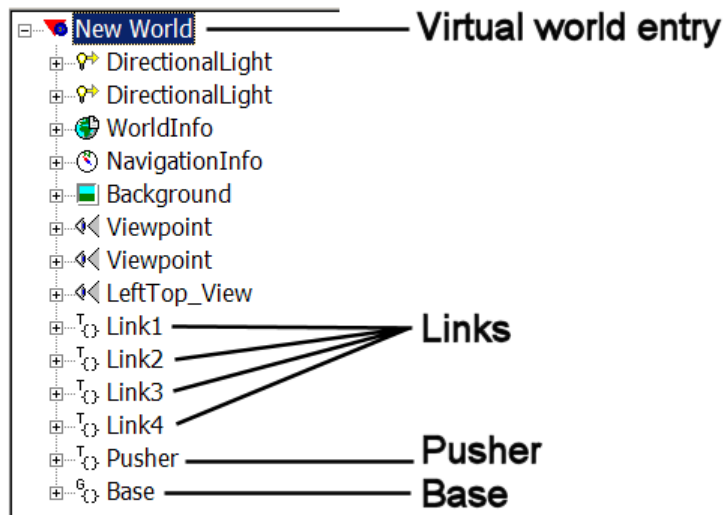 New World Virtual world entry
DirectionalLight
DirectionalLight
WorldInfo
NavigationInfo
Background
Viewpoint
Viewpoint
LeftTop_View
T Link1 Links
T Link2
T Link3
T Link4
T Pusher Pusher
G Base Base